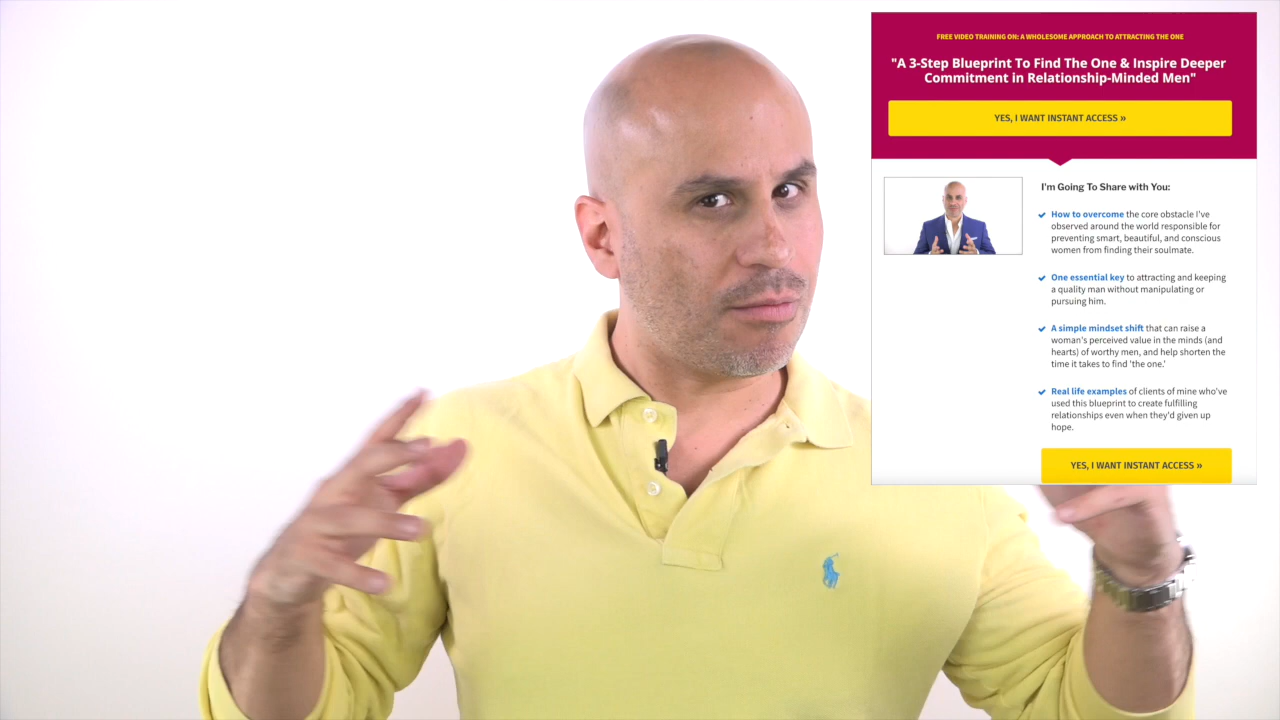 FREE VIDEO TRAINING ON: A WHOLESOME APPROACH TO ATTRACTING THE ONE
"A 3-Step Blueprint To Find The One & Inspire Deeper
Commitment in Relationship-Minded Men"
YES, I WANT INSTANT ACCESS »
I'm Going To Share with You:
How to overcome the core obstacle I've
observed around the world responsible for
preventing smart, beautiful, and conscious
women from finding their soulmate.
One essential key to attracting and keeping
a quality man without manipulating or
pursuing him.
A simple mindset shift that can raise a
woman's perceived value in the minds (and
hearts) of worthy men, and help shorten the
time it takes to find 'the one.'
Real life examples of clients of mine who've
used this blueprint to create fulfilling
relationships even when they'd given up
hope.
YES, I WANT INSTANT ACCESS »